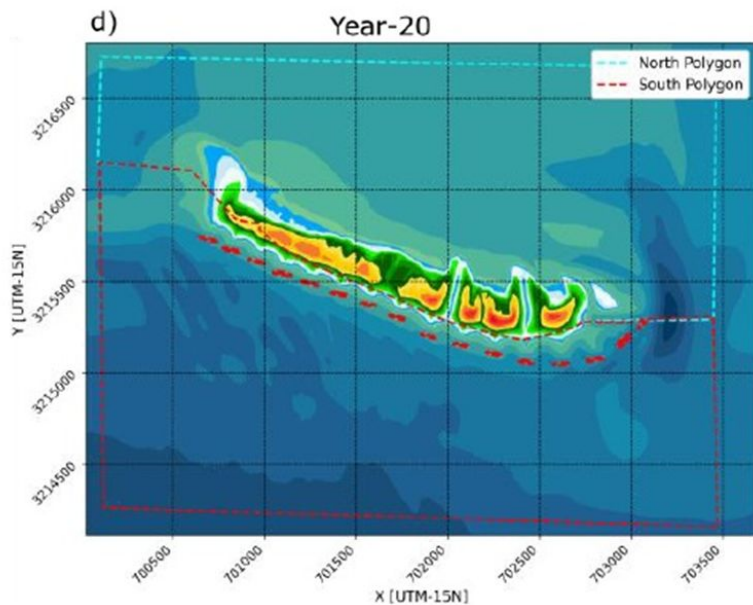 d)
Year-20
North Polygon
South Polygon
3216500
3216000
3215500
3215000
3214500
Y [UTM-15N]
700500
701000
701500
702000
702500
703000
703500
X [UTM-15N]